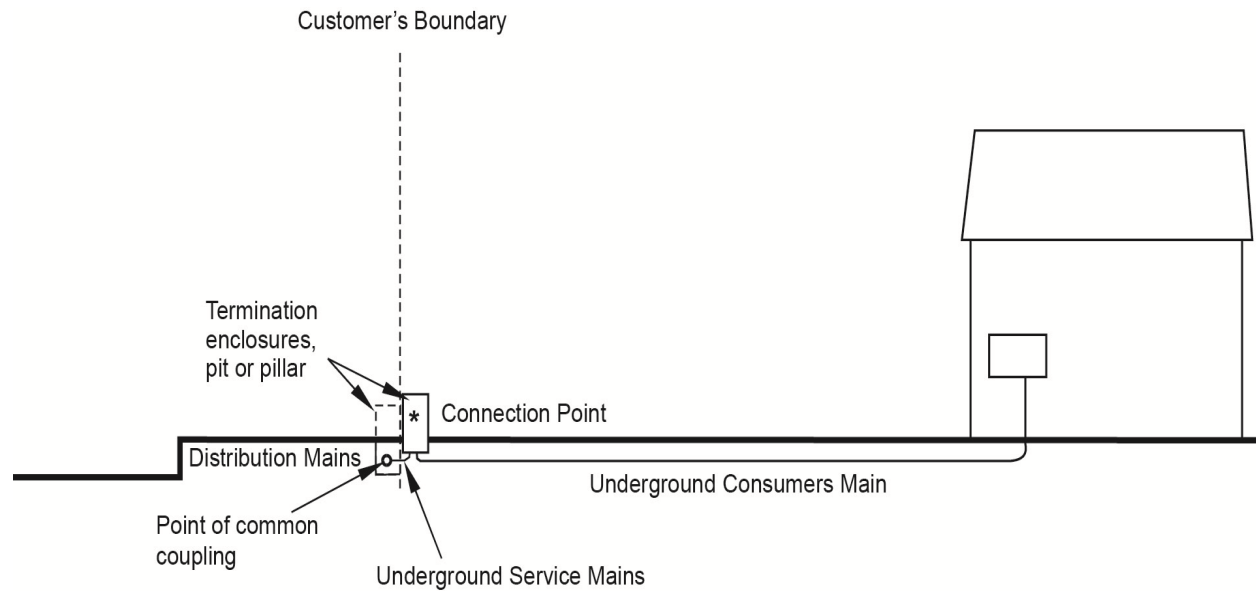 Customer's Boundary
Termination
enclosures,
pit or pillar
*
Connection Point
Distribution Mains
Underground Consumers Main
Point of common
coupling
Underground Service Mains